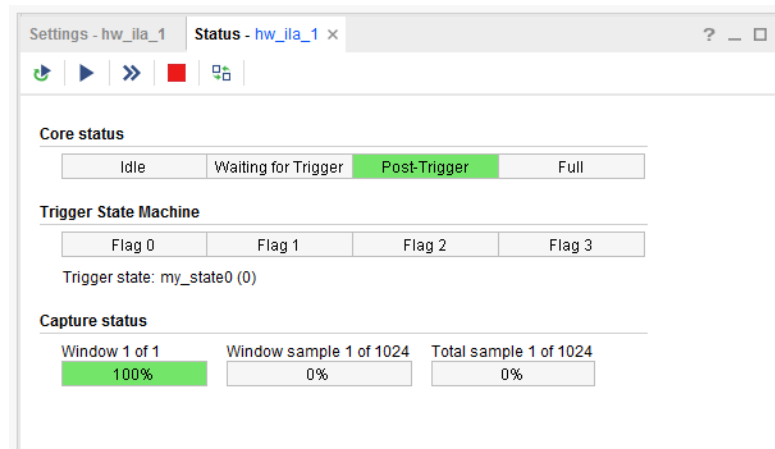 Settings - hw_ila_1 Status - hw_ila_1 × ? _
Core status
Idle Waiting for Trigger Post-Trigger Full
Trigger State Machine
Flag 0 Flag 1 Flag 2 Flag 3
Trigger state: my_state0 (0)
Capture status
Window 1 of 1 Window sample 1 of 1024 Total sample 1 of 1024
100% 0% 0%